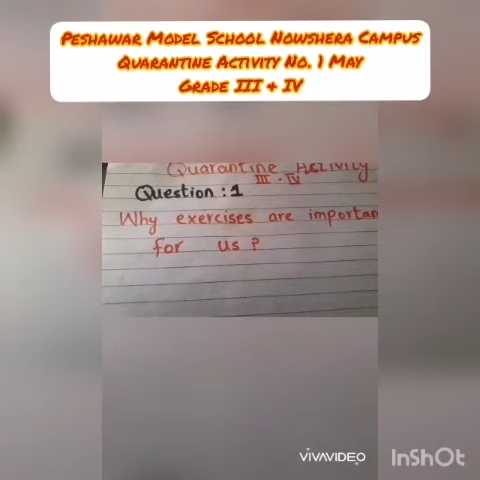 Peshawar Model School Nowshera Campus
Quarantine Activity No. 1 May
Grade III & IV
Quarantine Activity
III - IV
Question : 1
Why exercises are importan
for us ?
VIVAVIDEO
InShOt